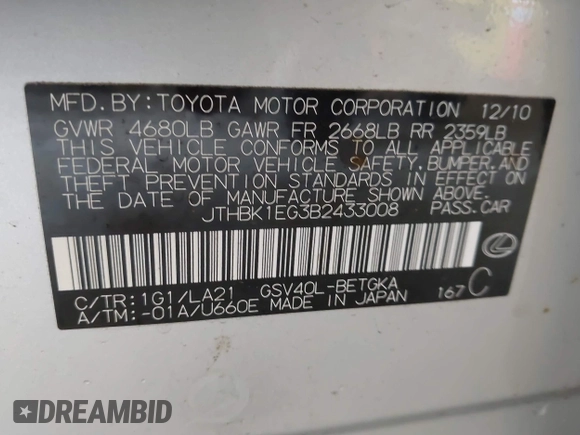 MFD.BY:TOYOTA MOTOR CORPORATION 12/10
GVWR 4680LB GAWR FR 2668LB RR 2359LB
THIS VEHICLE CONFORMS TO ALL APPLICABLE
FEDERAL MOTOR VEHICLE SAFETY,BUMPER,AND
THEFT PREVENTION STANDARDS IN EFFECT ON
THE DATE OF MANUFACTURE SHOWN ABOVE.
JTHBK1EG3B2433008 PASS.CAR
C/TR:1G1/LA21 GSV40L-BETGKA
A/TM:-01A/U660E MADE IN JAPAN 167 C
DREAMBID